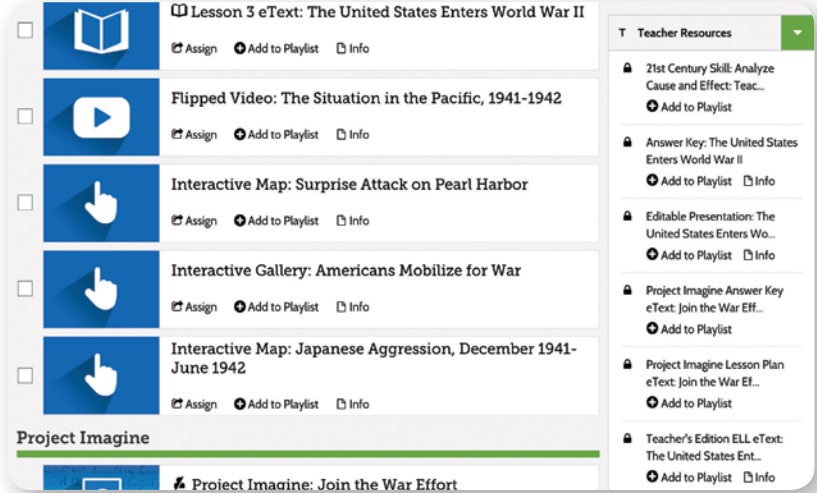 Lesson 3 eText: The United States Enters World War II
Assign Add to Playlist Info
Flipped Video: The Situation in the Pacific, 1941-1942
Assign Add to Playlist Info
Interactive Map: Surprise Attack on Pearl Harbor
Assign Add to Playlist Info
Interactive Gallery: Americans Mobilize for War
Assign Add to Playlist Info
Interactive Map: Japanese Aggression, December 1941-
June 1942
Assign Add to Playlist Info
Project Imagine
Project Imagine: Join the War Effort
T Teacher Resources
21st Century Skill: Analyze
Cause and Effect: Teac...
Add to Playlist
Answer Key: The United States
Enters World War II
Add to Playlist Info
Editable Presentation: The
United States Enters Wo...
Add to Playlist Info
Project Imagine Answer Key
eText: Join the War Eff...
Add to Playlist
Project Imagine Lesson Plan
eText: Join the War Ef...
Add to Playlist
Teacher's Edition ELL eText:
The United States Ent...
Add to Playlist Info